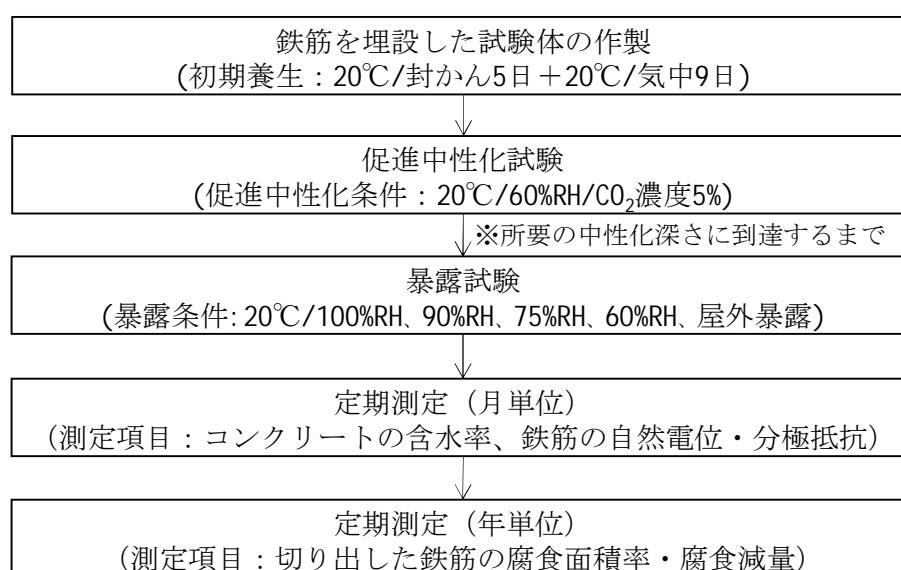 鉄筋を埋設した試験体の作製
(初期養生：20℃/封かん5日＋20℃/気中9日)
促進中性化試験
(促進中性化条件：20℃/60%RH/CO₂濃度5%)
※所要の中性化深さに到達するまで
暴露試験
(暴露条件:20℃/100%RH、90%RH、75%RH、60%RH、屋外暴露)
定期測定（月単位）
（測定項目：コンクリートの含水率、鉄筋の自然電位・分極抵抗）
定期測定（年単位）
（測定項目：切り出した鉄筋の腐食面積率・腐食減量）